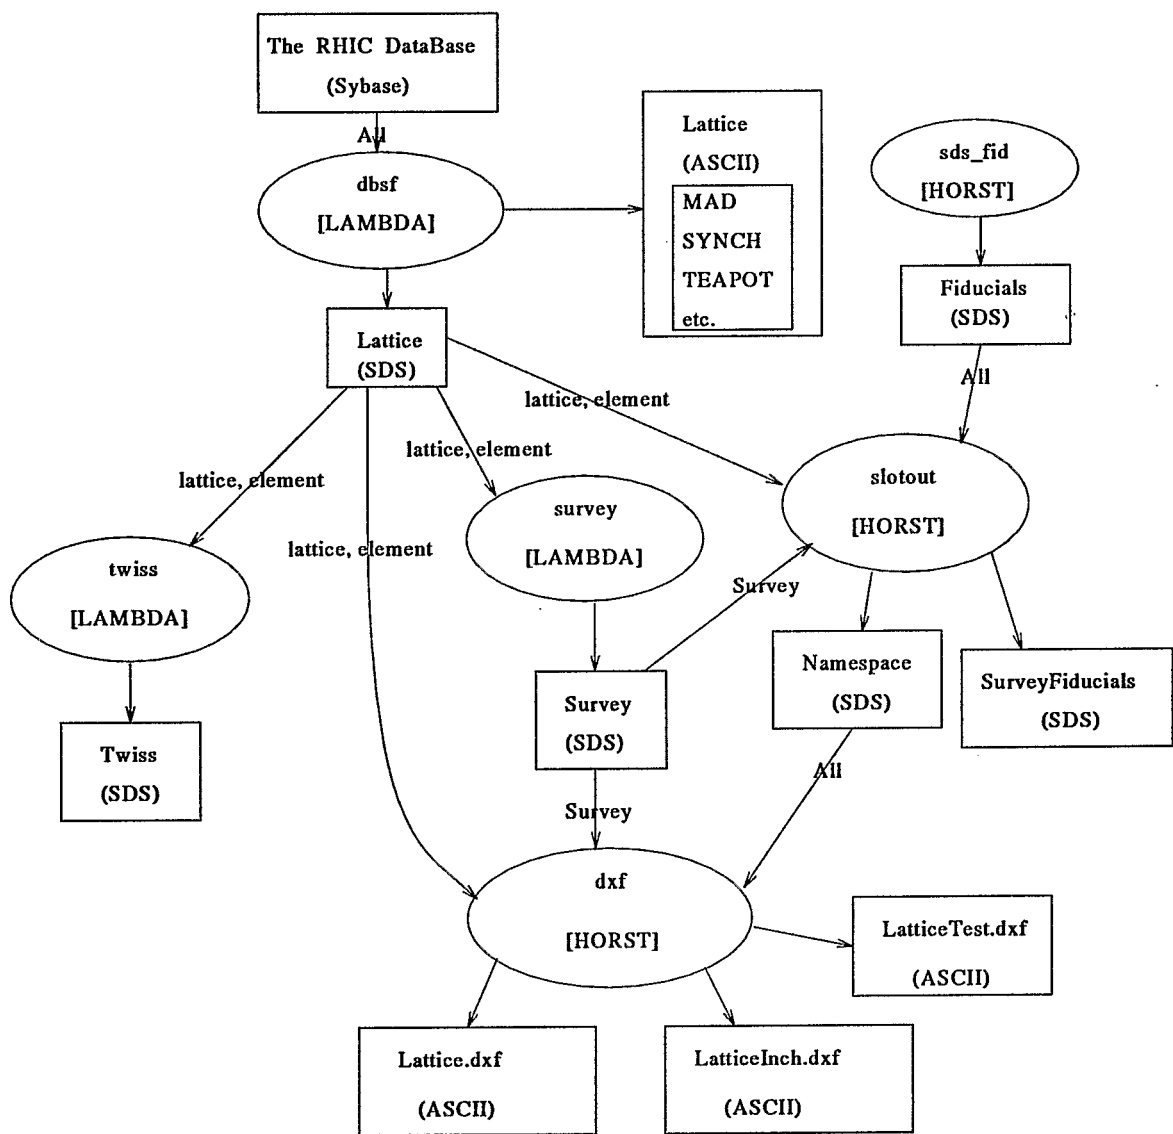 The RHIC DataBase
(Sybase)
All
dbsf
[LAMBDA]
Lattice
(ASCII)
MAD
SYNCH
TEAPOT
etc.
sds_fid
[HORST]
Fiducials
(SDS)
All
Lattice
(SDS)
lattice, element
lattice, element
lattice, element
lattice, element
survey
[LAMBDA]
slotout
[HORST]
twiss
[LAMBDA]
Survey
Twiss
(SDS)
Survey
(SDS)
Namespace
(SDS)
SurveyFiducials
(SDS)
Survey
All
dxf
[HORST]
LatticeTest.dxf
(ASCII)
Lattice.dxf
(ASCII)
LatticeInch.dxf
(ASCII)